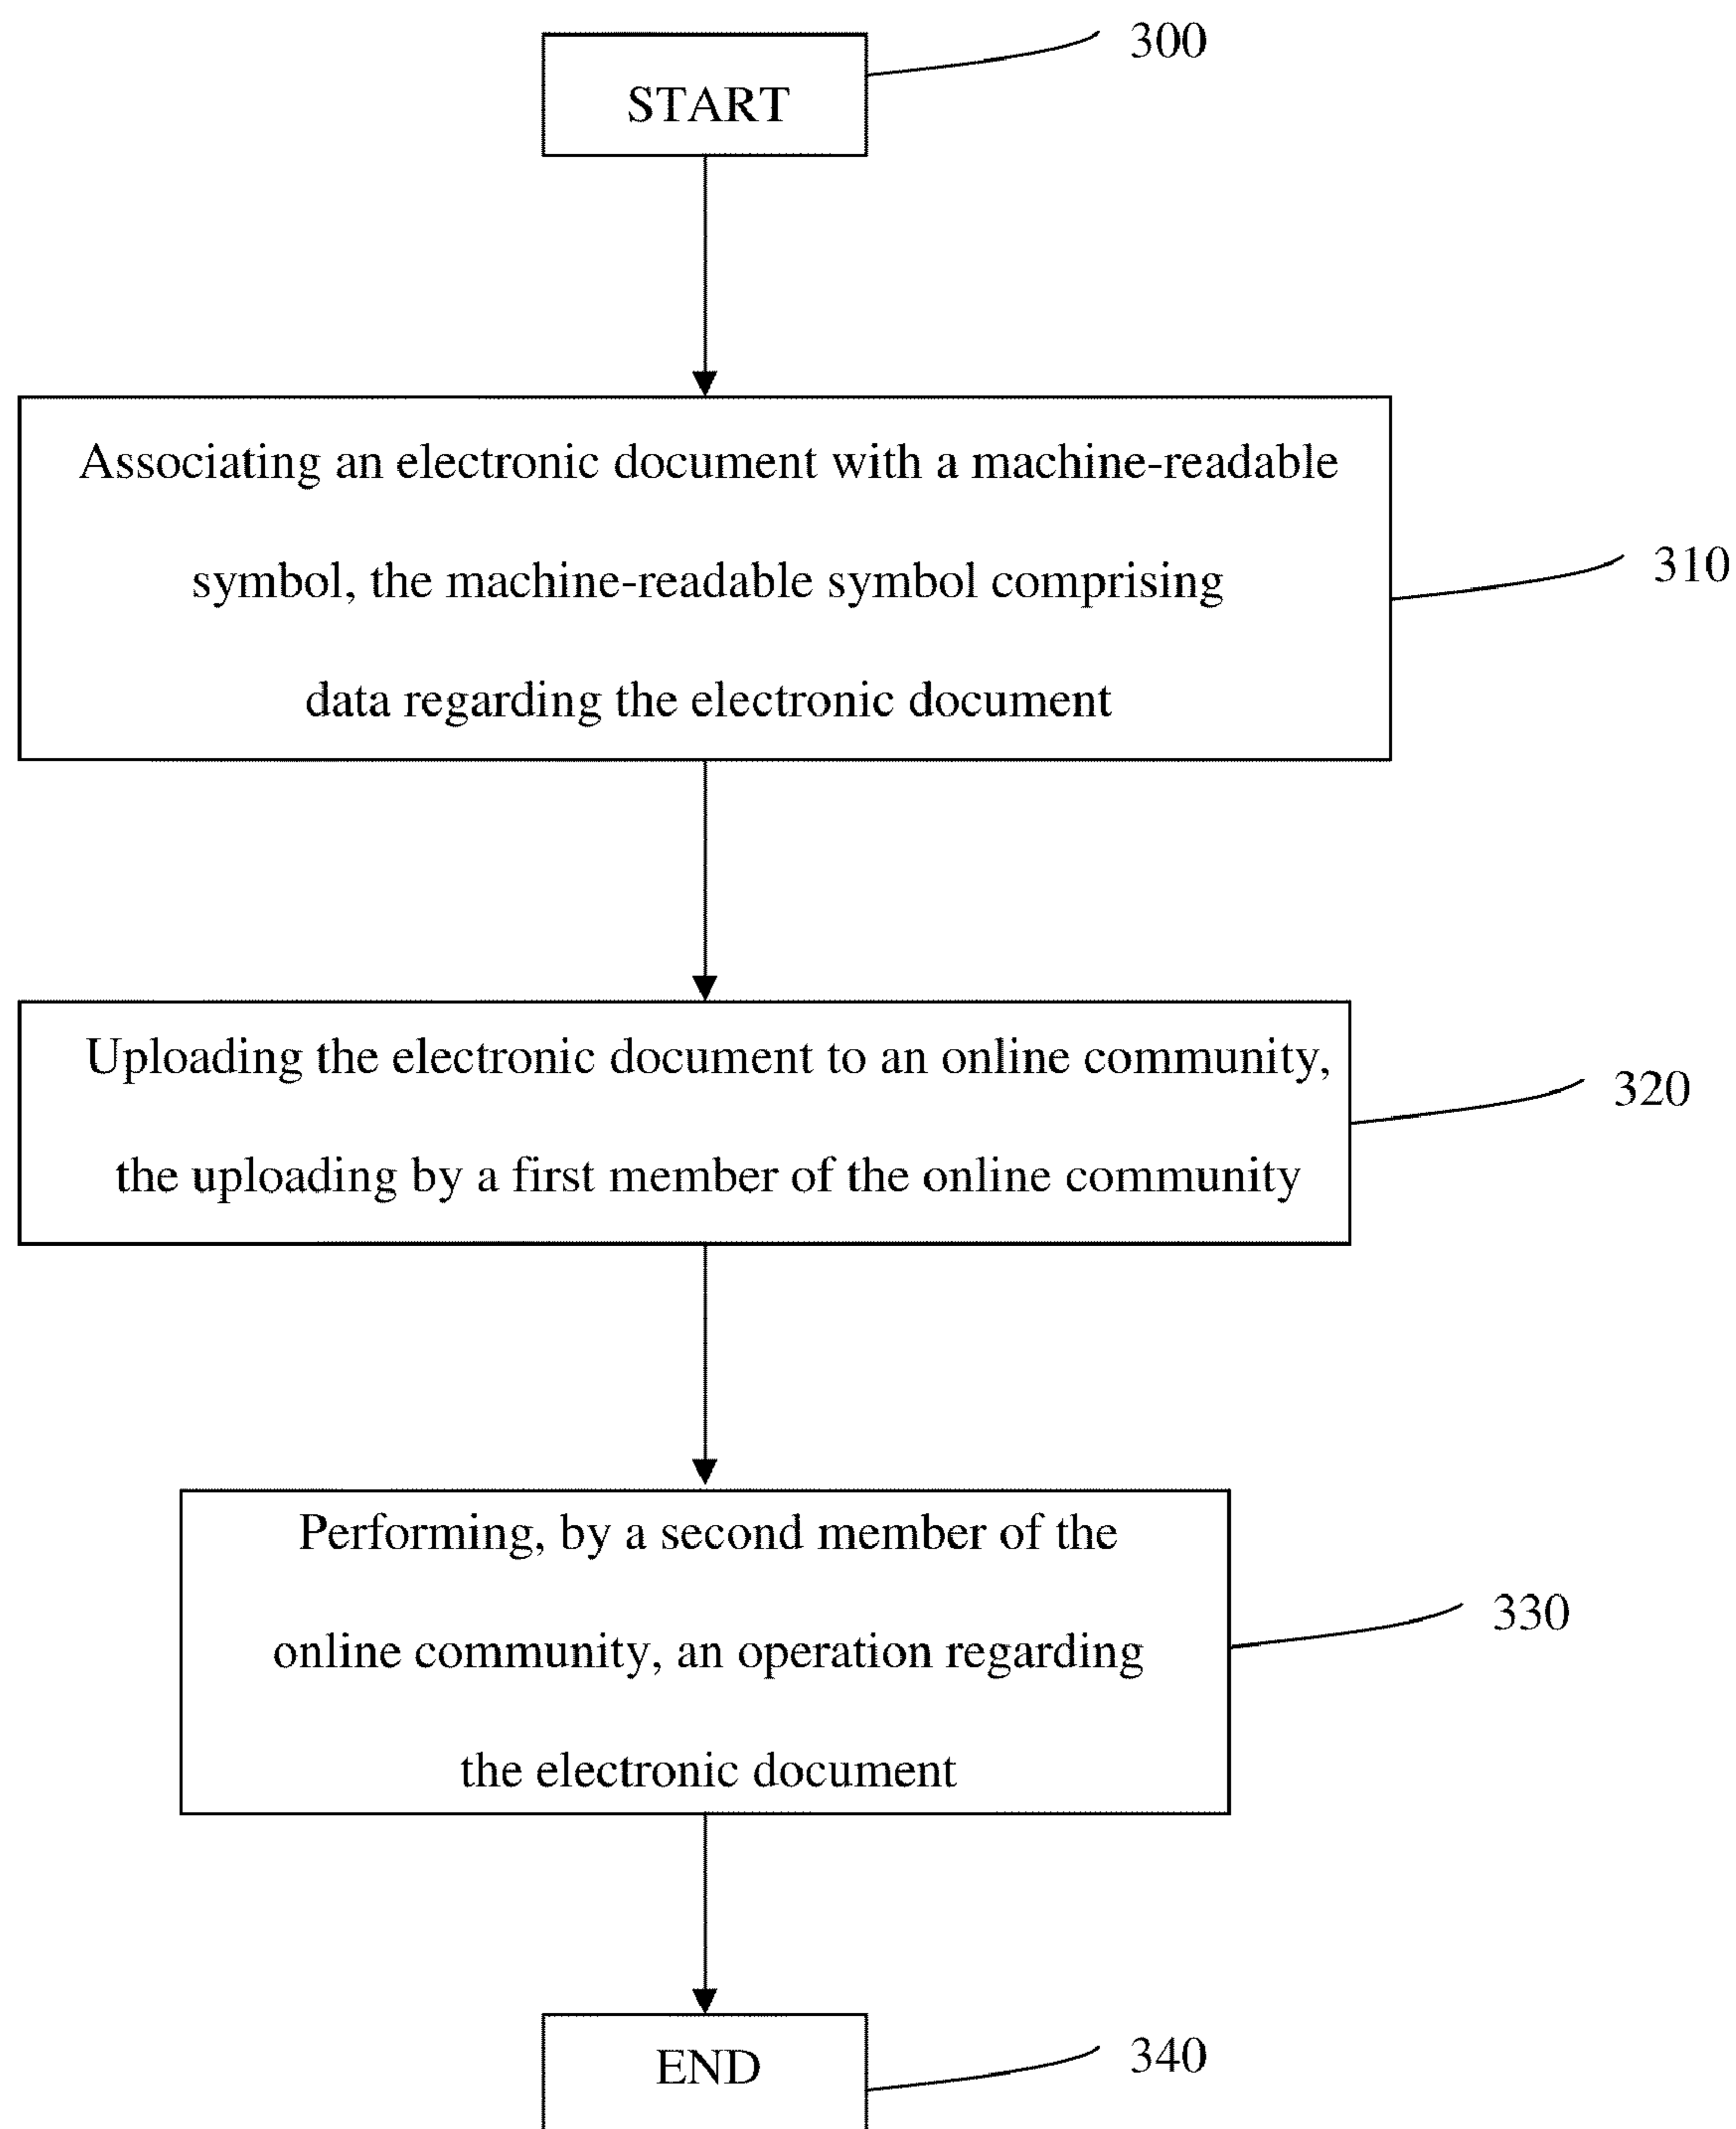 300
START
Associating an electronic document with a machine-readable
symbol, the machine-readable symbol comprising
data regarding the electronic document
310
Uploading the electronic document to an online community,
the uploading by a first member of the online community
320
Performing, by a second member of the
online community, an operation regarding
the electronic document
330
END
340